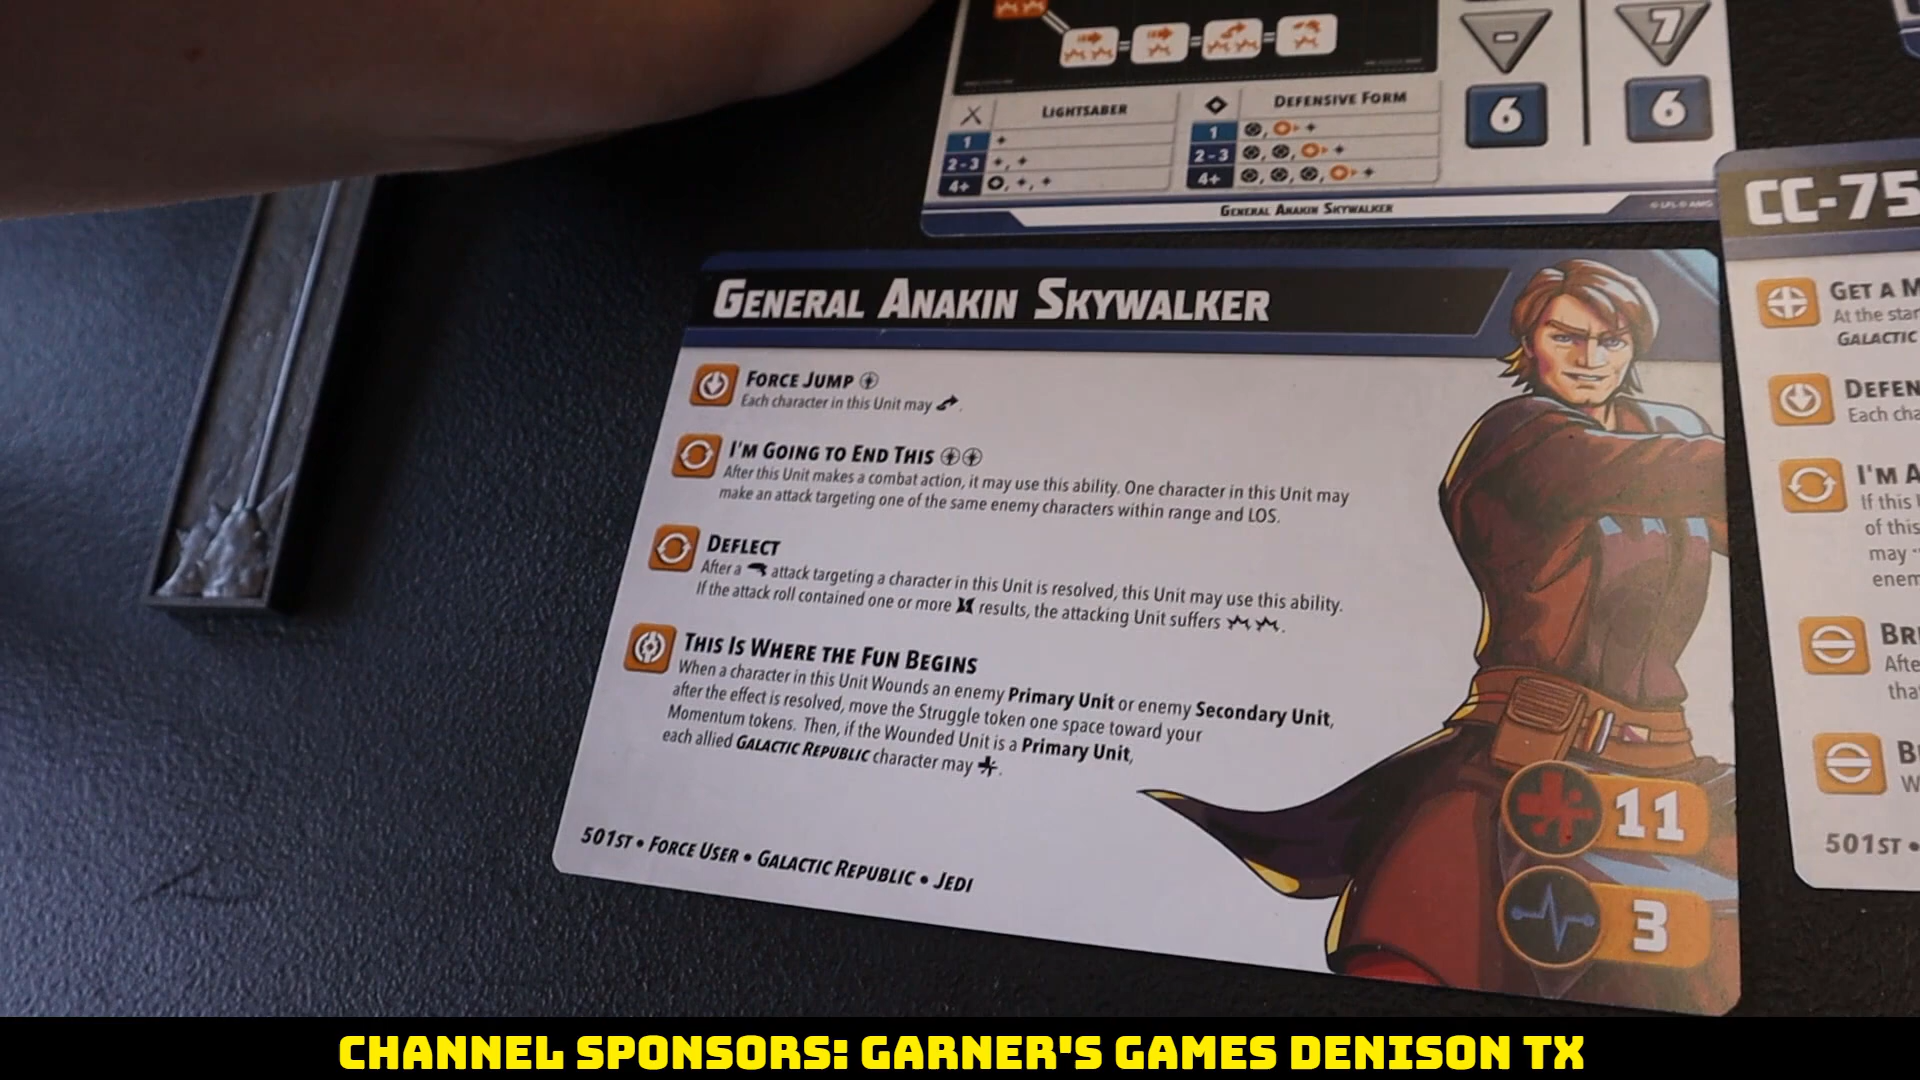 7
6
6
LIGHTSABER
1
2-3
4+
DEFENSIVE FORM
1
2-3
4+
GENERAL ANAKIN SKYWALKER
© LFL © AMG
GENERAL ANAKIN SKYWALKER
FORCE JUMP
Each character in this Unit may
I'M GOING TO END THIS
After this Unit makes a combat action, it may use this ability. One character in this Unit may
make an attack targeting one of the same enemy characters within range and LOS.
DEFLECT
After a attack targeting a character in this Unit is resolved, this Unit may use this ability.
If the attack roll contained one or more results, the attacking Unit suffers .
THIS IS WHERE THE FUN BEGINS
When a character in this Unit Wounds an enemy Primary Unit or enemy Secondary Unit,
after the effect is resolved, move the Struggle token one space toward your
Momentum tokens. Then, if the Wounded Unit is a Primary Unit,
each allied GALACTIC REPUBLIC character may .
501ST • FORCE USER • GALACTIC REPUBLIC • JEDI
11
3
CC-75
GET A M
At the star
GALACTIC
DEFEN
Each cha
I'M A
If this
of this
may
enem
BRI
Afte
that
B
W
501ST •
CHANNEL SPONSORS: GARNER'S GAMES DENISON TX